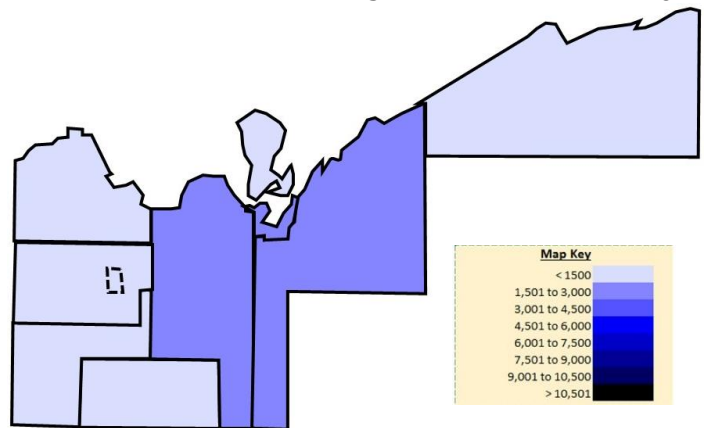 Map Key
< 1500
1,501 to 3,000
3,001 to 4,500
4,501 to 6,000
6,001 to 7,500
7,501 to 9,000
9,001 to 10,500
> 10,501